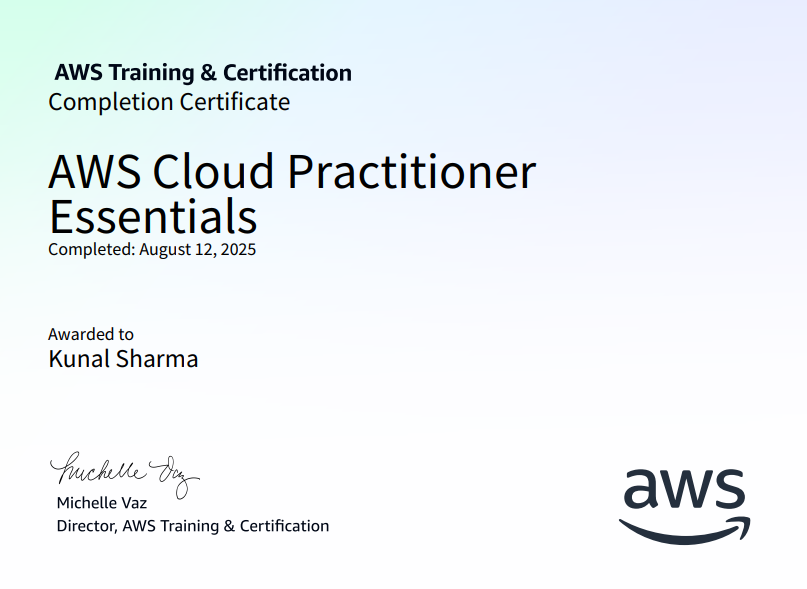 AWS Training & Certification
Completion Certificate
AWS Cloud Practitioner
Essentials
Completed: August 12, 2025
Awarded to
Kunal Sharma
Michelle Vaz
Michelle Vaz
Director, AWS Training & Certification
aws